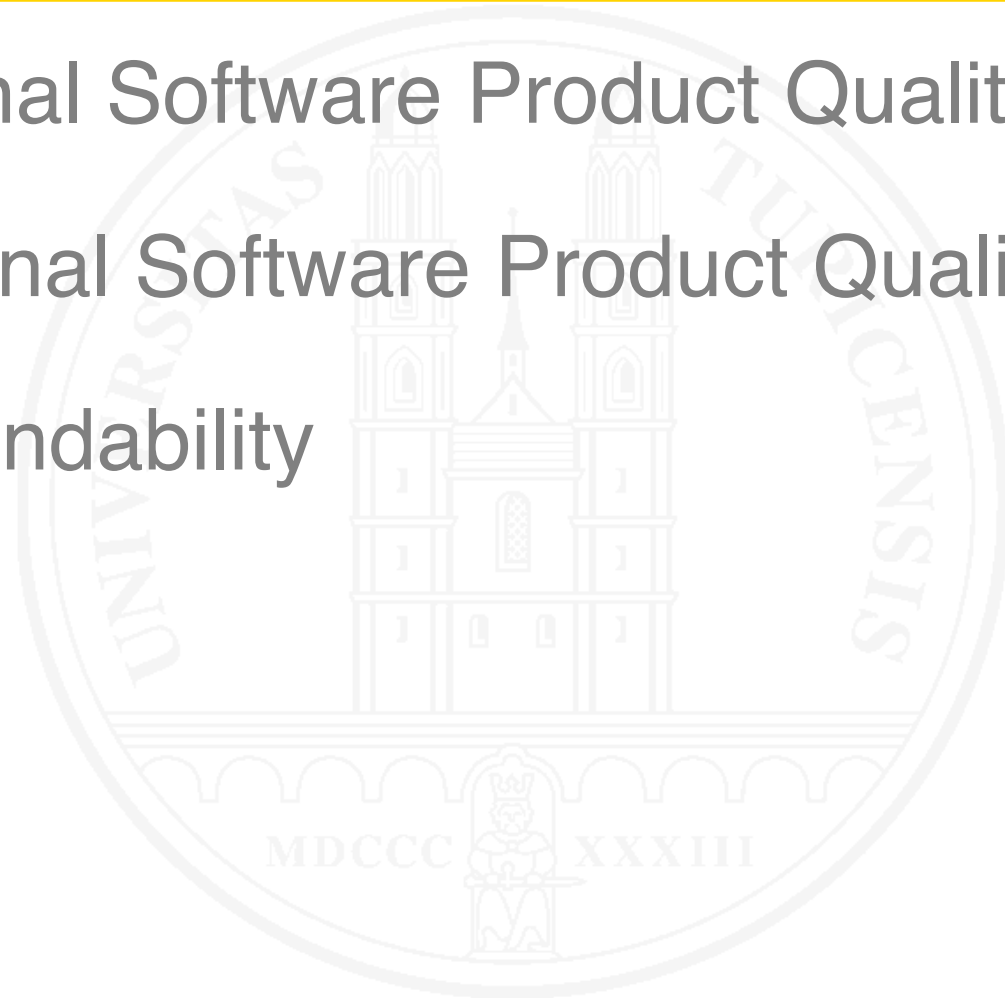 nal Software Product Qualit
nal Software Product Quali
ndability
UNIVERSITAS TURICENSIS
MDCCC XXXIII